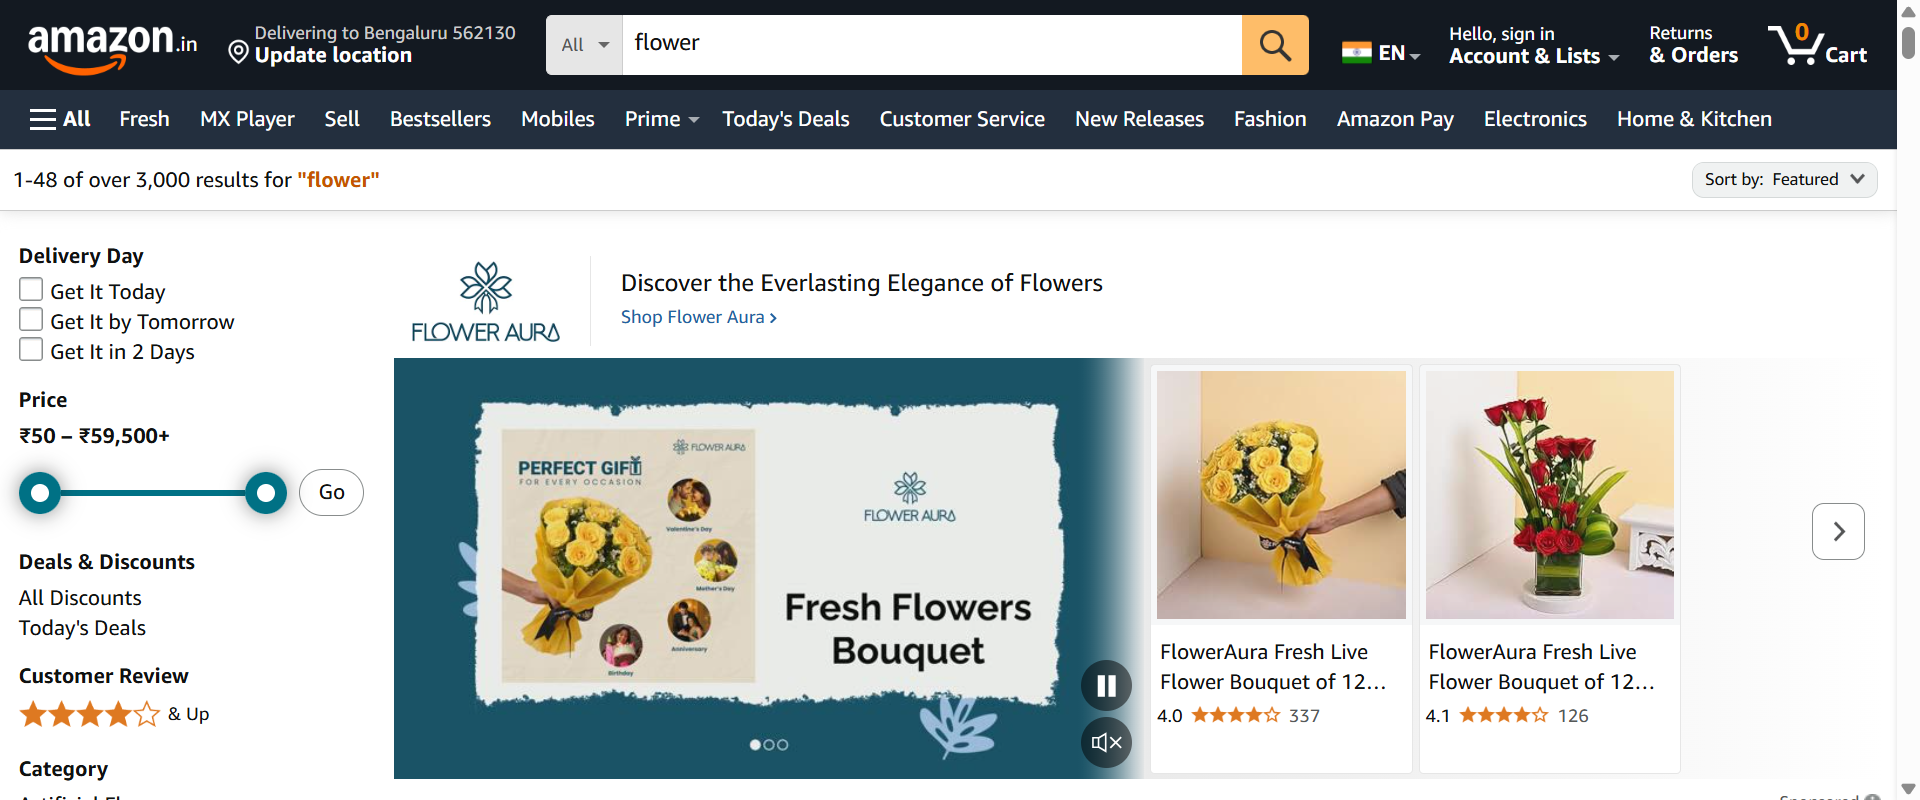 amazon.in
Delivering to Bengaluru 562130
Update location
All
flower
EN
Hello, sign in
Account & Lists
Returns
& Orders
0
Cart
All
Fresh
MX Player
Sell
Bestsellers
Mobiles
Prime
Today's Deals
Customer Service
New Releases
Fashion
Amazon Pay
Electronics
Home & Kitchen
1-48 of over 3,000 results for "flower"
Sort by: Featured
Delivery Day
Get It Today
Get It by Tomorrow
Get It in 2 Days
Price
₹50 – ₹59,500+
Go
Deals & Discounts
All Discounts
Today's Deals
Customer Review
& Up
Category
FLOWER AURA
Discover the Everlasting Elegance of Flowers
Shop Flower Aura
FLOWER AURA
PERFECT GIFT
FOR EVERY OCCASION
Valentine's Day
Mother's Day
Anniversary
Birthday
FLOWER AURA
Fresh Flowers
Bouquet
FlowerAura Fresh Live
Flower Bouquet of 12...
4.0
337
FlowerAura Fresh Live
Flower Bouquet of 12...
4.1
126